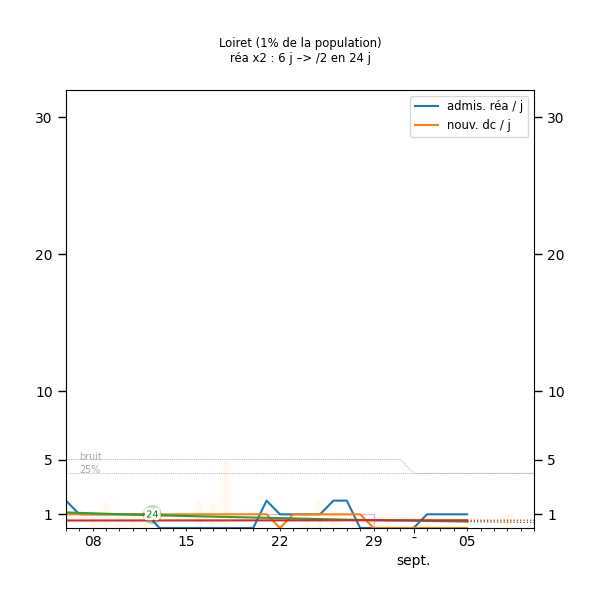 Loiret (1% de la population)
réa x2 : 6 j –> /2 en 24 j
admis. réa / j
nouv. dc / j
30 30
20 20
10 10
5 5
bruit
25%
24
1 1
08 15 22 29 - 05
sept.